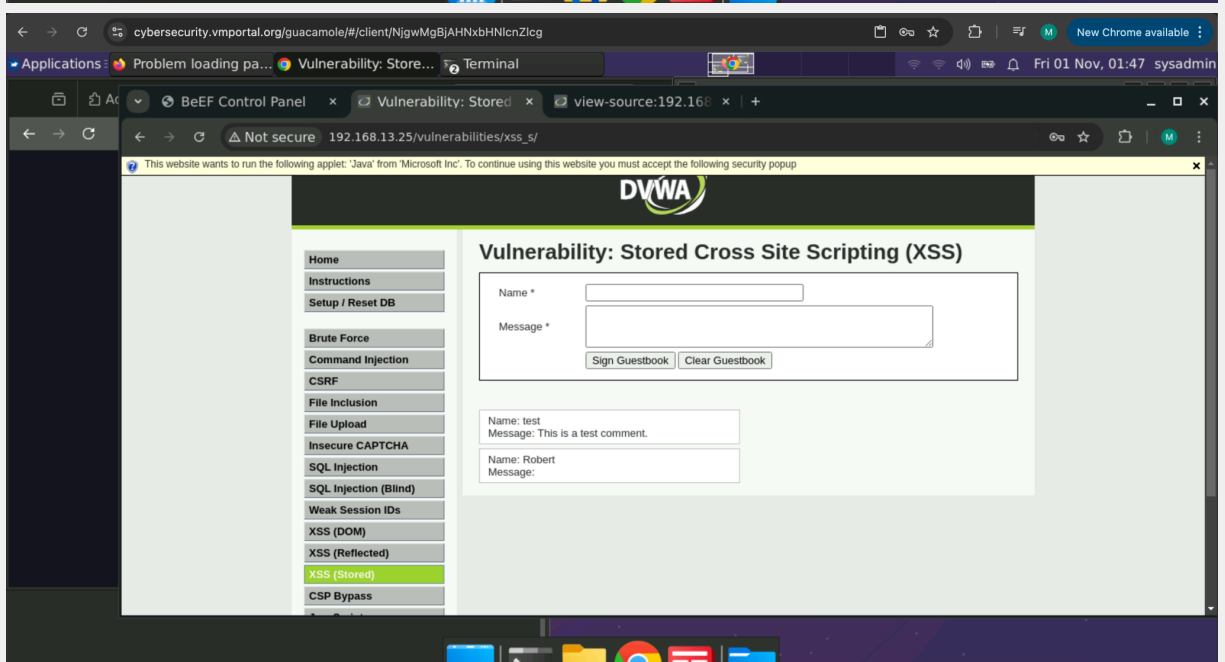 cybersecurity.vmportal.org/guacamole/#/client/NjgwMgBjAHNxbHNlcnZlcg
M
New Chrome available
Applications
Problem loading pa...
Vulnerability: Store...
2
Terminal
Fri 01 Nov, 01:47
sysadmin
BeEF Control Panel
Vulnerability: Stored
view-source:192.168
Not secure
192.168.13.25/vulnerabilities/xss_s/
M
This website wants to run the following applet: 'Java' from 'Microsoft Inc'. To continue using this website you must accept the following security popup
DVWA
Vulnerability: Stored Cross Site Scripting (XSS)
Home
Instructions
Setup / Reset DB
Brute Force
Command Injection
CSRF
File Inclusion
File Upload
Insecure CAPTCHA
SQL Injection
SQL Injection (Blind)
Weak Session IDs
XSS (DOM)
XSS (Reflected)
XSS (Stored)
CSP Bypass
Name *
Message *
Sign Guestbook
Clear Guestbook
Name: test
Message: This is a test comment.
Name: Robert
Message: